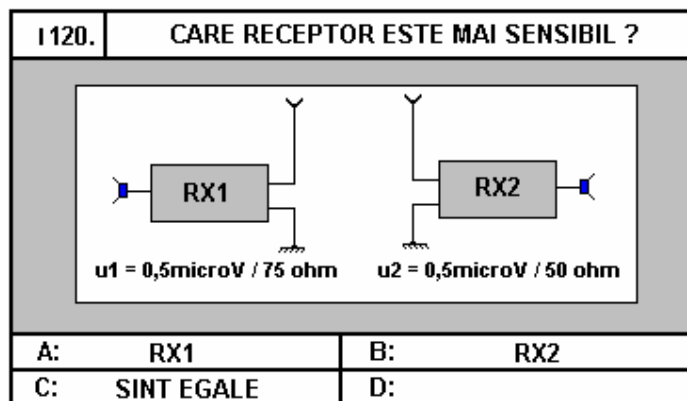 I120. CARE RECEPTOR ESTE MAI SENSIBIL ?
RX1 RX2
u1 = 0,5microV / 75 ohm u2 = 0,5microV / 50 ohm
A: RX1 B: RX2
C: SINT EGALE D: